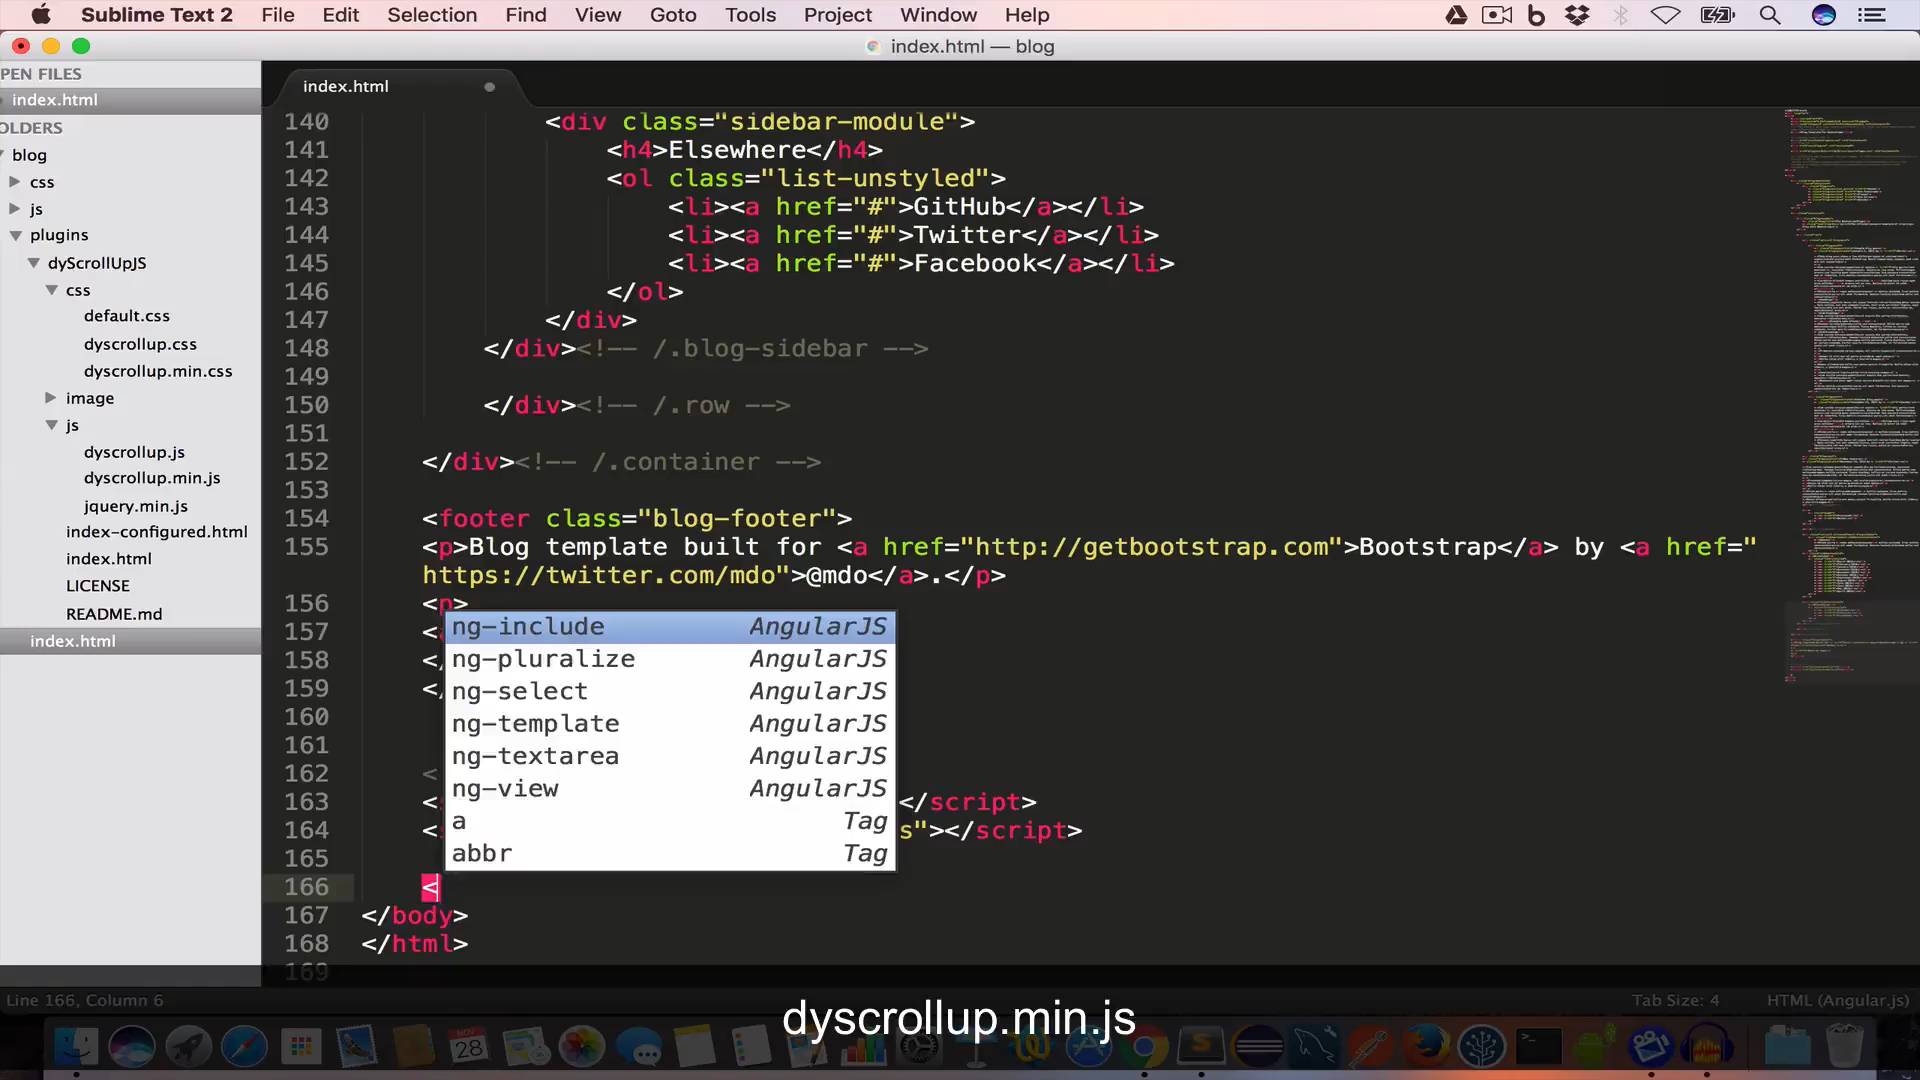 Sublime Text 2 File Edit Selection Find View Goto Tools Project Window Help
index.html — blog
PEN FILES
index.html
OLDERS
blog
css
js
plugins
dyScrollUpJS
css
default.css
dyscrollup.css
dyscrollup.min.css
image
js
dyscrollup.js
dyscrollup.min.js
jquery.min.js
index-configured.html
index.html
LICENSE
README.md
index.html
index.html
140 <div class="sidebar-module">
141 <h4>Elsewhere</h4>
142 <ol class="list-unstyled">
143 <li><a href="#">GitHub</a></li>
144 <li><a href="#">Twitter</a></li>
145 <li><a href="#">Facebook</a></li>
146 </ol>
147 </div>
148 </div><!-- /.blog-sidebar -->
149
150 </div><!-- /.row -->
151
152 </div><!-- /.container -->
153
154 <footer class="blog-footer">
155 <p>Blog template built for <a href="http://getbootstrap.com">Bootstrap</a> by <a href="
https://twitter.com/mdo">@mdo</a>.</p>
156 <p>
157 <
158 </
159 </
160
161
162 <
163 < </script>
164 < s"></script>
165
166 <
167 </body>
168 </html>
169
ng-include AngularJS
ng-pluralize AngularJS
ng-select AngularJS
ng-template AngularJS
ng-textarea AngularJS
ng-view AngularJS
a Tag
abbr Tag
Line 166, Column 6 Tab Size: 4 HTML (Angular.js)
dyscrollup.min.js
NOV
28